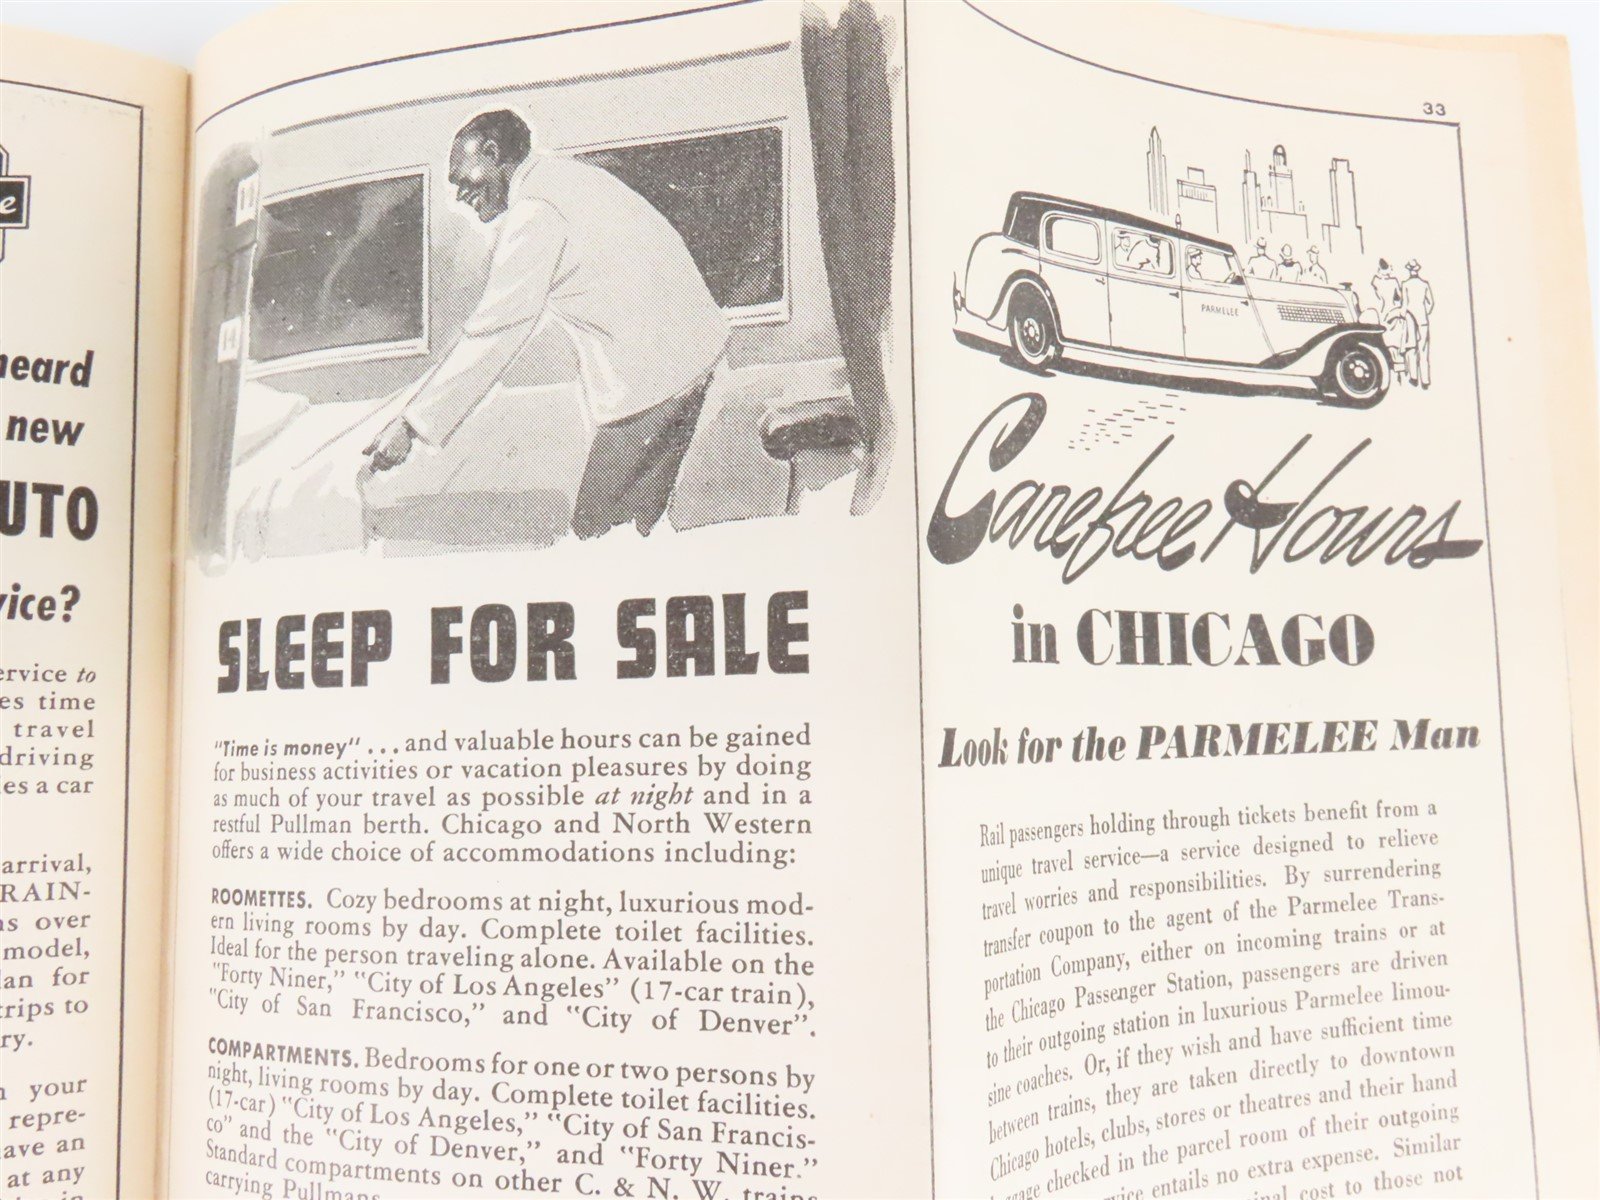 e
heard
new
UTO
vice?
ervice to
es time
travel
driving
es a car
arrival,
RAIN-
ns over
model,
lan for
trips to
ry.
your
repre-
ave an
at any
13
14
SLEEP FOR SALE
"Time is money" . . . and valuable hours can be gained
for business activities or vacation pleasures by doing
as much of your travel as possible at night and in a
restful Pullman berth. Chicago and North Western
offers a wide choice of accommodations including:
ROOMETTES. Cozy bedrooms at night, luxurious mod-
ern living rooms by day. Complete toilet facilities.
Ideal for the person traveling alone. Available on the
"Forty Niner," "City of Los Angeles" (17-car train),
"City of San Francisco," and "City of Denver".
COMPARTMENTS. Bedrooms for one or two persons by
night, living rooms by day. Complete toilet facilities.
(17-car) "City of Los Angeles," "City of San Francis-
co" and the "City of Denver," and "Forty Niner."
Standard compartments on other C. & N. W. trains
carrying Pullmans
33
PARMELEE
Carefree Hours
in CHICAGO
Look for the PARMELEE Man
Rail passengers holding through tickets benefit from a
unique travel service—a service designed to relieve
travel worries and responsibilities. By surrendering
transfer coupon to the agent of the Parmelee Trans-
portation Company, either on incoming trains or at
the Chicago Passenger Station, passengers are driven
to their outgoing station in luxurious Parmelee limou-
sine coaches. Or, if they wish and have sufficient time
between trains, they are taken directly to downtown
Chicago hotels, clubs, stores or theatres and their hand
checked in the parcel room of their outgoing
entails no extra expense. Similar
cost to those not